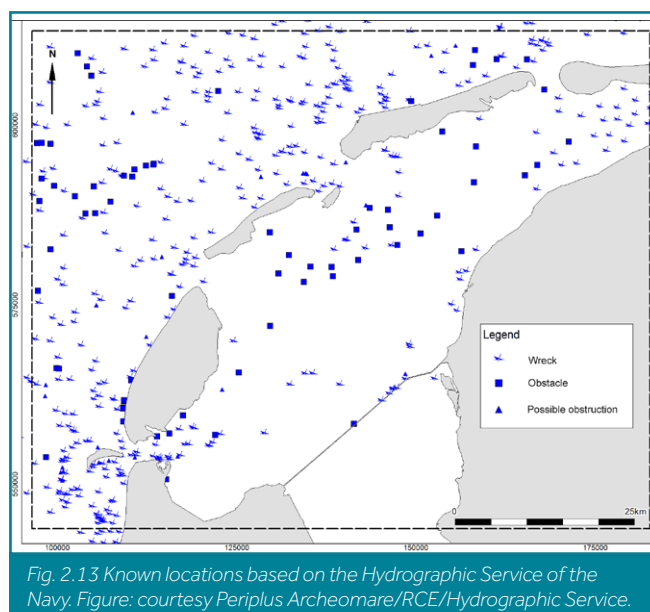 N
600000
575000
550000
Legend
Wreck
Obstacle
Possible obstruction
0 25km
100000 125000 150000 175000
Fig. 2.13 Known locations based on the Hydrographic Service of the
Navy. Figure: courtesy Periplus Archeomare/RCE/Hydrographic Service.